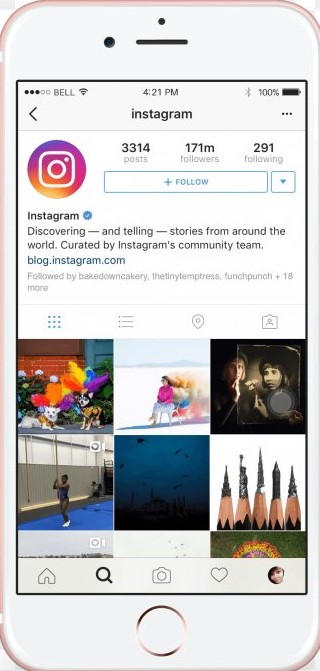 ●●●○○ BELL 4:21 PM 100%
instagram
3314 171m 291
posts followers following
+ FOLLOW
Instagram
Discovering — and telling — stories from around the
world. Curated by Instagram's community team.
blog.instagram.com
Followed by bakedowncakery, thetinytemptress, funchpunch + 18
more